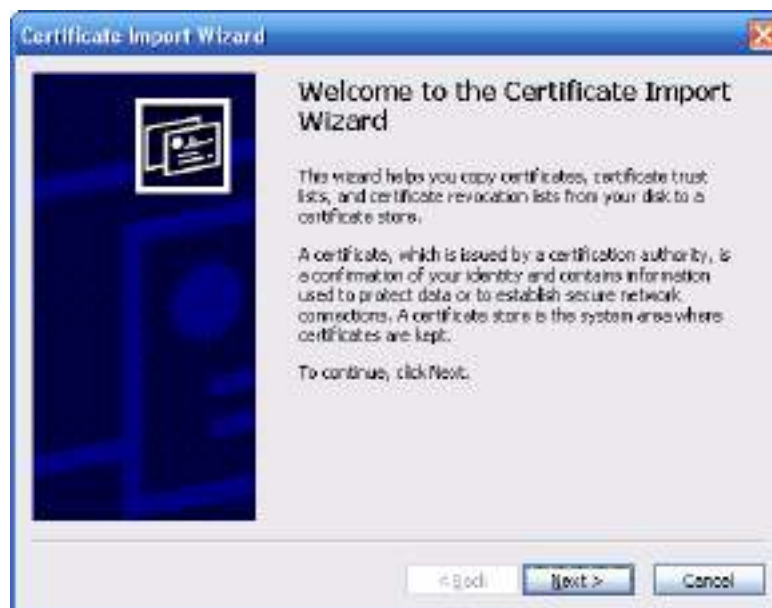 Certificate Import Wizard
Welcome to the Certificate Import
Wizard
This wizard helps you copy certificates, certificate trust
lists, and certificate revocation lists from your disk to a
certificate store.
A certificate, which is issued by a certification authority, is
a confirmation of your identity and contains information
used to protect data or to establish secure network
connections. A certificate store is the system area where
certificates are kept.
To continue, click Next.
< Back
Next >
Cancel